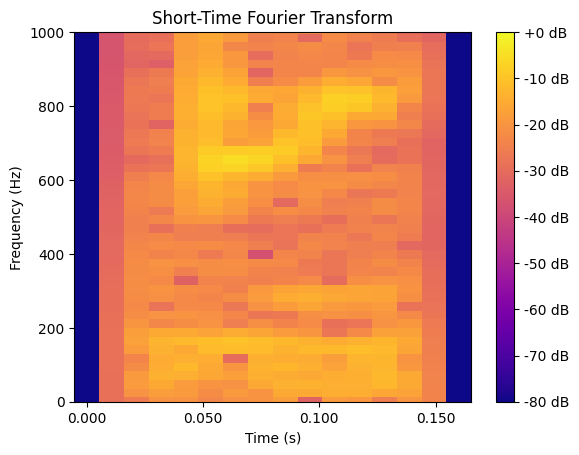 Short-Time Fourier Transform
1000
800
600
400
200
0
Frequency (Hz)
0.000
0.050
0.100
0.150
Time (s)
+0 dB
-10 dB
-20 dB
-30 dB
-40 dB
-50 dB
-60 dB
-70 dB
-80 dB